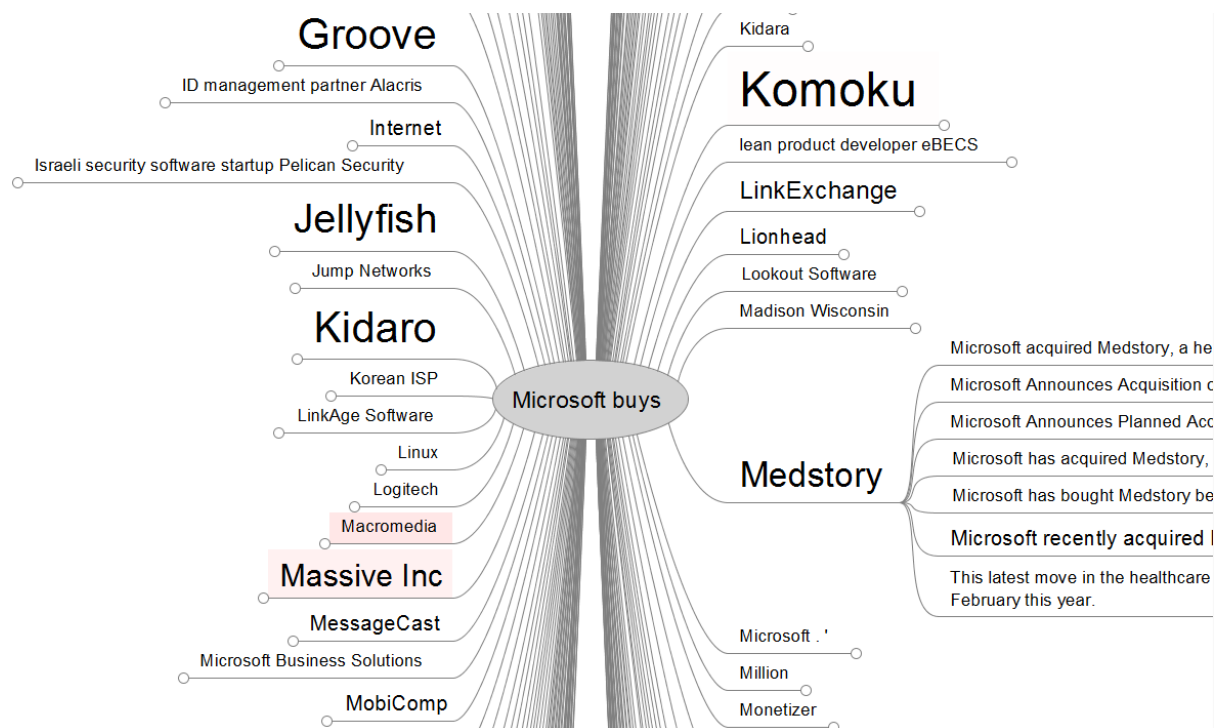 Groove
ID management partner Alacris
Internet
Israeli security software startup Pelican Security
Jellyfish
Jump Networks
Kidaro
Korean ISP
LinkAge Software
Linux
Logitech
Macromedia
Massive Inc
MessageCast
Microsoft Business Solutions
MobiComp
Microsoft buys
Kidara
Komoku
lean product developer eBECS
LinkExchange
Lionhead
Lookout Software
Madison Wisconsin
Medstory
Microsoft acquired Medstory, a he
Microsoft Announces Acquisition
Microsoft Announces Planned Acc
Microsoft has acquired Medstory,
Microsoft has bought Medstory be
Microsoft recently acquired
This latest move in the healthcare
February this year.
Microsoft . '
Million
Monetizer